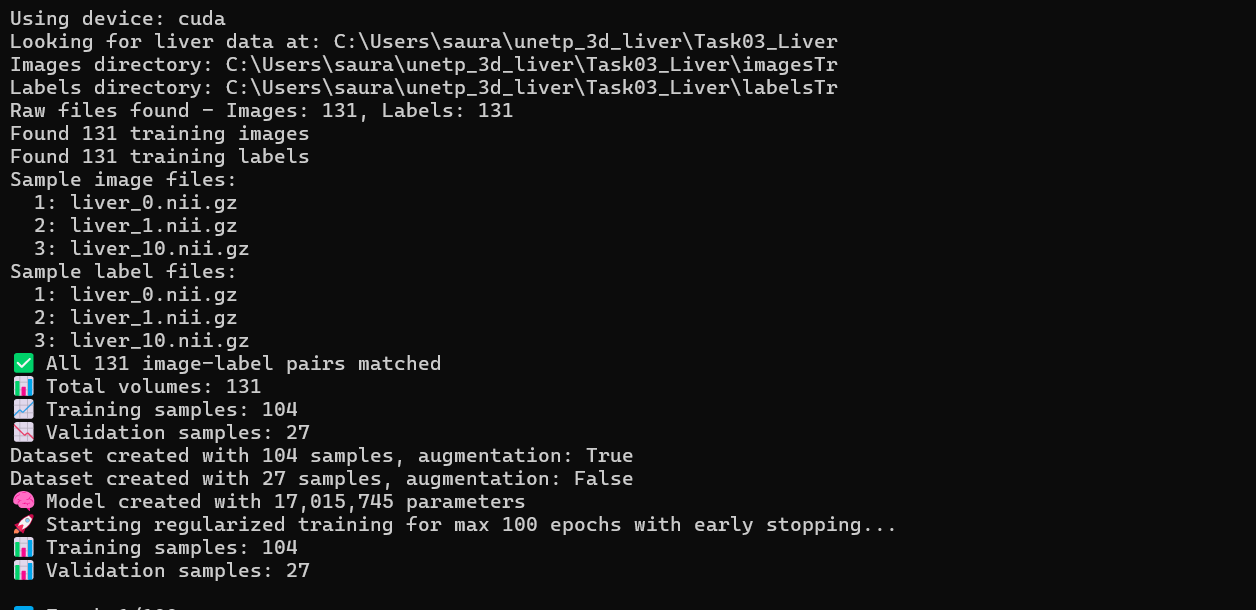 Using device: cuda
Looking for liver data at: C:\Users\saura\unetp_3d_liver\Task03_Liver
Images directory: C:\Users\saura\unetp_3d_liver\Task03_Liver\imagesTr
Labels directory: C:\Users\saura\unetp_3d_liver\Task03_Liver\labelsTr
Raw files found - Images: 131, Labels: 131
Found 131 training images
Found 131 training labels
Sample image files:
  1: liver_0.nii.gz
  2: liver_1.nii.gz
  3: liver_10.nii.gz
Sample label files:
  1: liver_0.nii.gz
  2: liver_1.nii.gz
  3: liver_10.nii.gz
✅ All 131 image-label pairs matched
📊 Total volumes: 131
📈 Training samples: 104
📉 Validation samples: 27
Dataset created with 104 samples, augmentation: True
Dataset created with 27 samples, augmentation: False
🧠 Model created with 17,015,745 parameters
🚀 Starting regularized training for max 100 epochs with early stopping...
📊 Training samples: 104
📊 Validation samples: 27